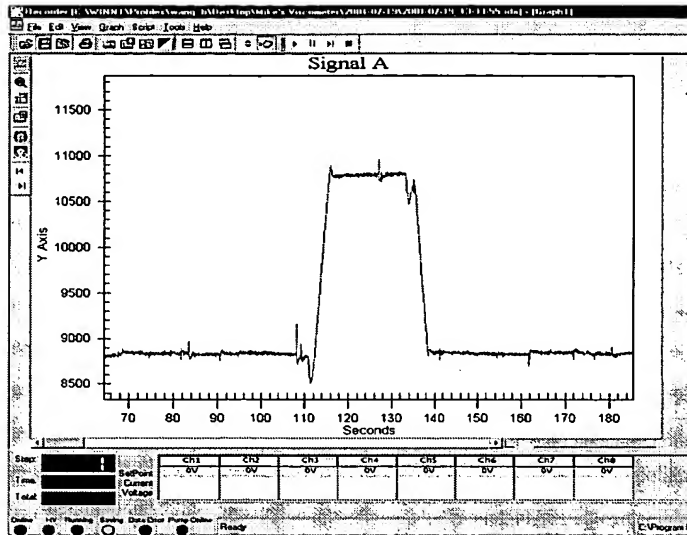 File Edit View Graph Script Tools Help
Signal A
11500
11000
10500
10000
9500
9000
8500
Y Axis
70 80 90 100 110 120 130 140 150 160 170 180
Seconds
Step:
Time:
Total:
SetPoint
Current
Voltage
Ch1 Ch2 Ch3 Ch4 Ch5 Ch6 Ch7 Ch8
0V 0V 0V 0V 0V 0V 0V 0V
Online HV Running Saving Data Error Pump Online
Ready
E:\Program